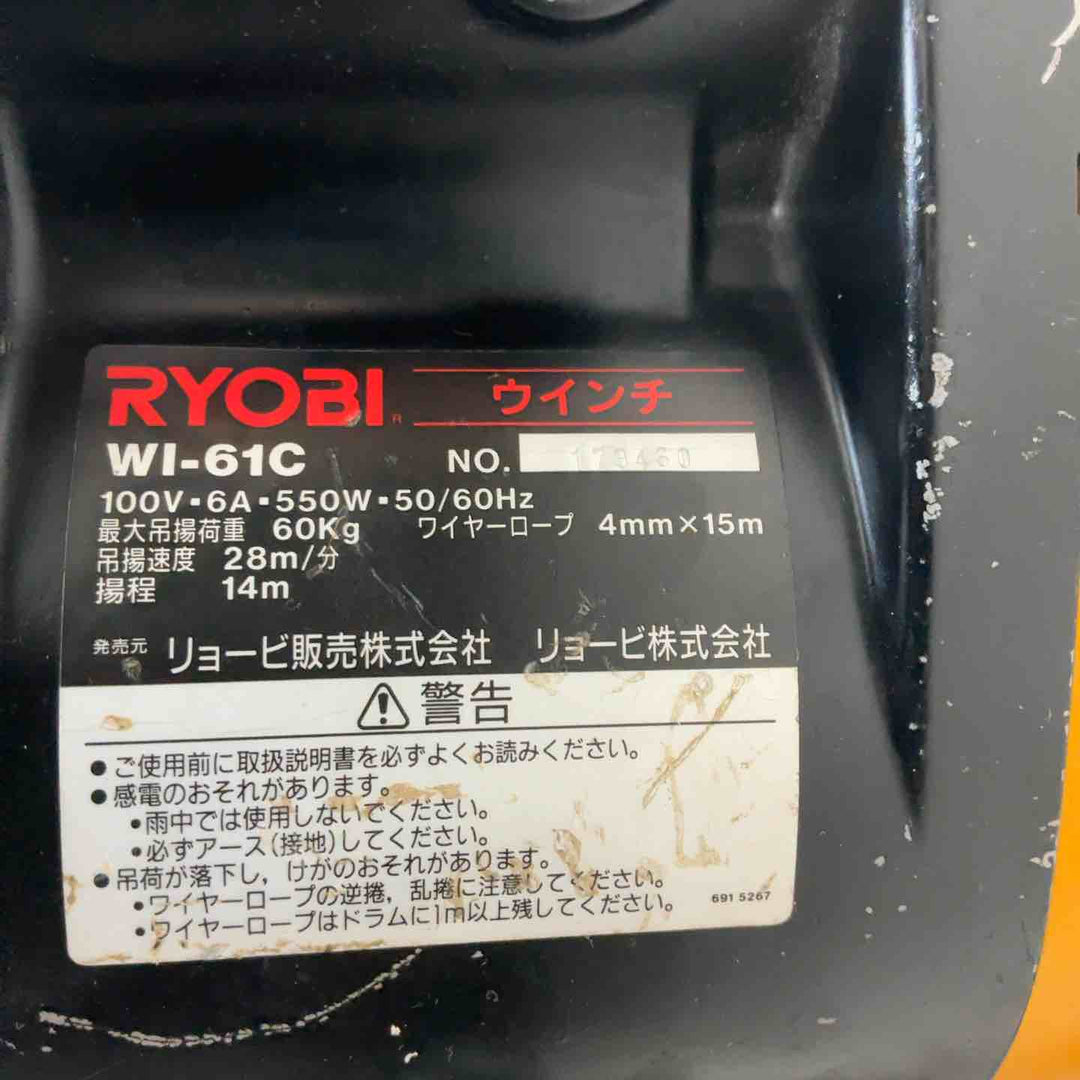 RYOBI® ウインチ
WI-61C NO. 179460
100V・6A・550W・50/60Hz
最大吊揚荷重 60Kg ワイヤーロープ 4mm×15m
吊揚速度 28m/分
揚程 14m
発売元 リョービ販売株式会社 リョービ株式会社
警告
●ご使用前に取扱説明書を必ずよくお読みください。
●感電のおそれがあります。
•雨中では使用しないでください。
•必ずアース(接地)してください。
●吊荷が落下し,けがのおそれがあります。
•ワイヤーロープの逆捲,乱捲に注意してください。
•ワイヤーロープはドラムに1m以上残してください。
691 5267